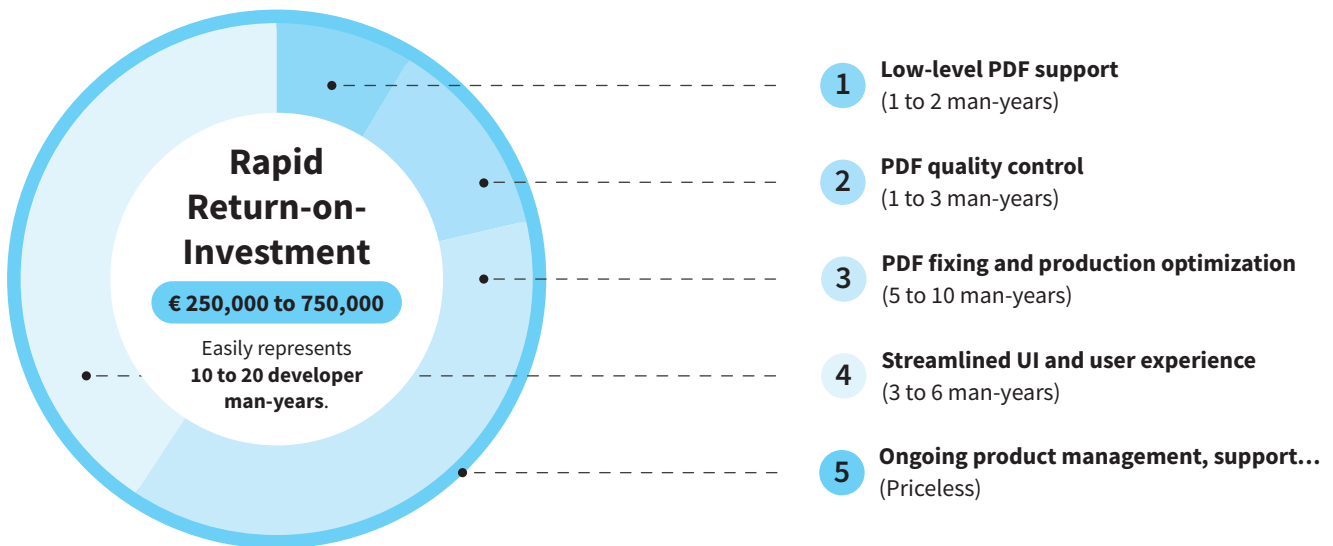 Rapid
Return-on-
Investment
€ 250,000 to 750,000
Easily represents
10 to 20 developer
man-years.
1
Low-level PDF support
(1 to 2 man-years)
2
PDF quality control
(1 to 3 man-years)
3
PDF fixing and production optimization
(5 to 10 man-years)
4
Streamlined UI and user experience
(3 to 6 man-years)
5
Ongoing product management, support...
(Priceless)